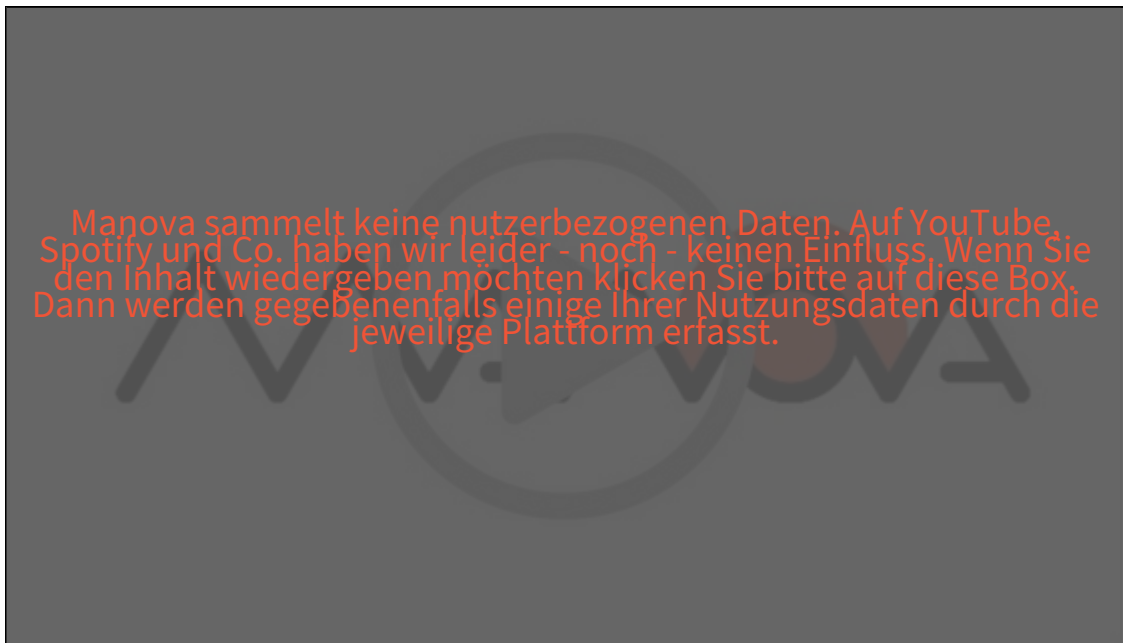 Manova sammelt keine nutzerbezogenen Daten. Auf YouTube,
Spotify und Co. haben wir leider - noch - keinen Einfluss. Wenn Sie
den Inhalt wiedergeben möchten klicken Sie bitte auf diese Box.
Dann werden gegebenenfalls einige Ihrer Nutzungsdaten durch die
jeweilige Plattform erfasst.
MANOVA